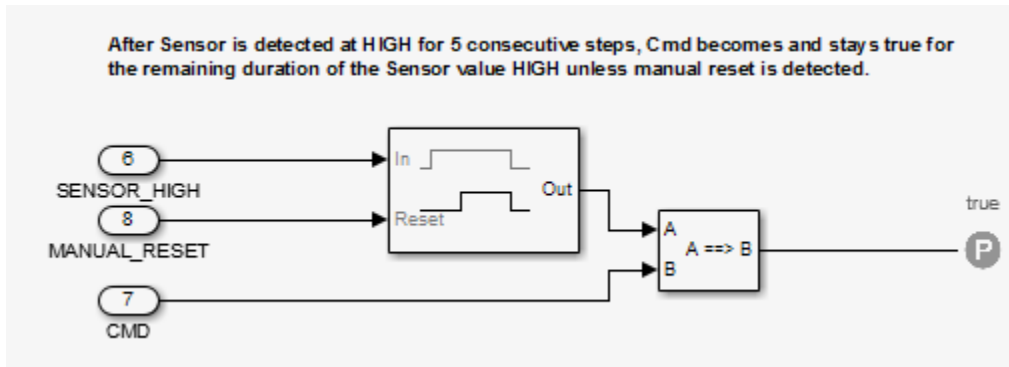 After Sensor is detected at HIGH for 5 consecutive steps, Cmd becomes and stays true for
the remaining duration of the Sensor value HIGH unless manual reset is detected.
6
SENSOR_HIGH
8
MANUAL_RESET
7
CMD
In
Out
Reset
A
A ==> B
B
true
P